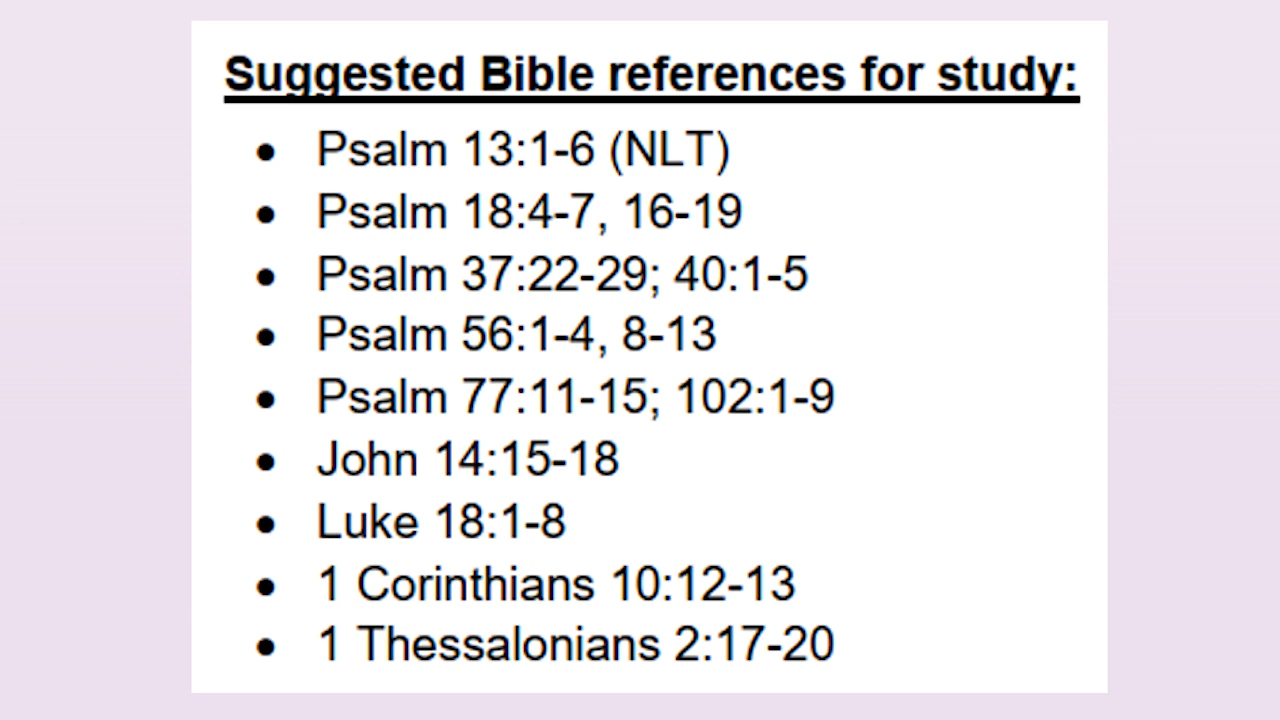 Suggested Bible references for study:
• Psalm 13:1-6 (NLT)
• Psalm 18:4-7, 16-19
• Psalm 37:22-29; 40:1-5
• Psalm 56:1-4, 8-13
• Psalm 77:11-15; 102:1-9
• John 14:15-18
• Luke 18:1-8
• 1 Corinthians 10:12-13
• 1 Thessalonians 2:17-20